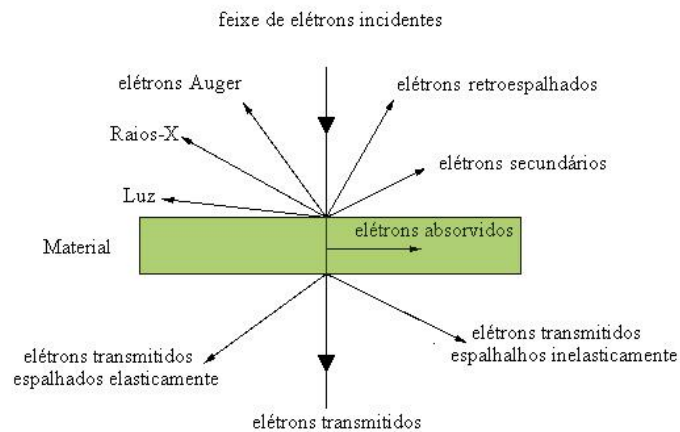 feixe de elétrons incidentes
elétrons Auger
elétrons retroespalhados
Raios-X
elétrons secundários
Luz
elétrons absorvidos
Material
elétrons transmitidos
espalhados elasticamente
elétrons transmitidos
espalhalhos inelasticamente
elétrons transmitidos